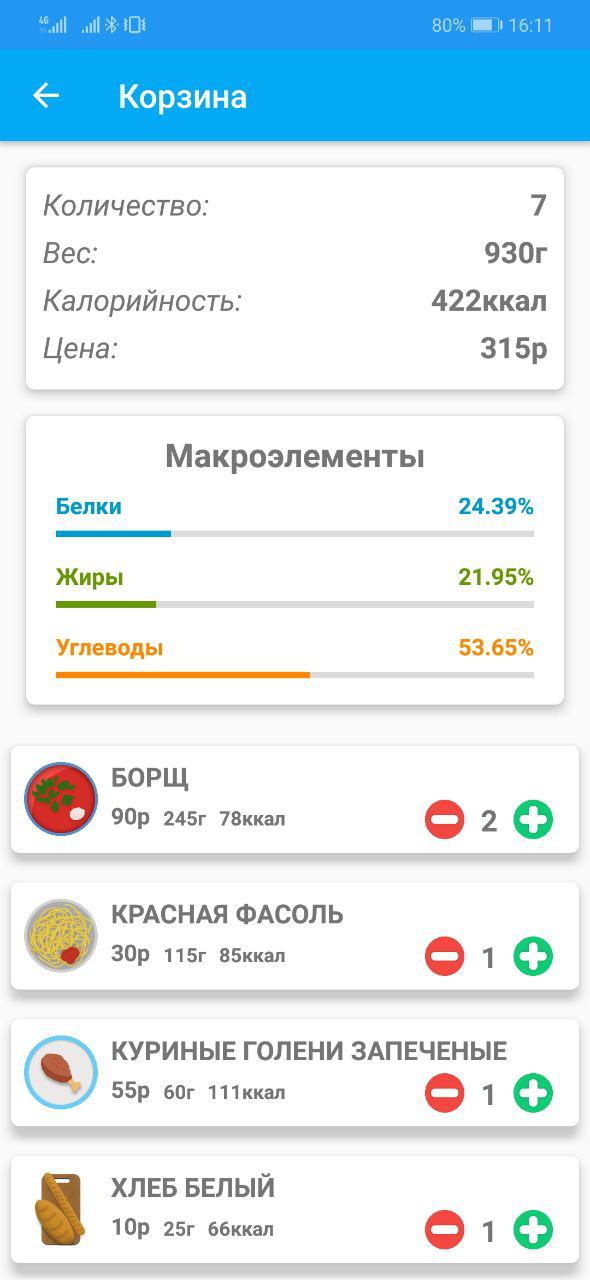 4G 80% 16:11
Корзина
Количество: 7
Вес: 930г
Калорийность: 422ккал
Цена: 315р
Макроэлементы
Белки 24.39%
Жиры 21.95%
Углеводы 53.65%
БОРЩ
90р 245г 78ккал 2
КРАСНАЯ ФАСОЛЬ
30р 115г 85ккал 1
КУРИНЫЕ ГОЛЕНИ ЗАПЕЧЕНЫЕ
55р 60г 111ккал 1
ХЛЕБ БЕЛЫЙ
10р 25г 66ккал 1